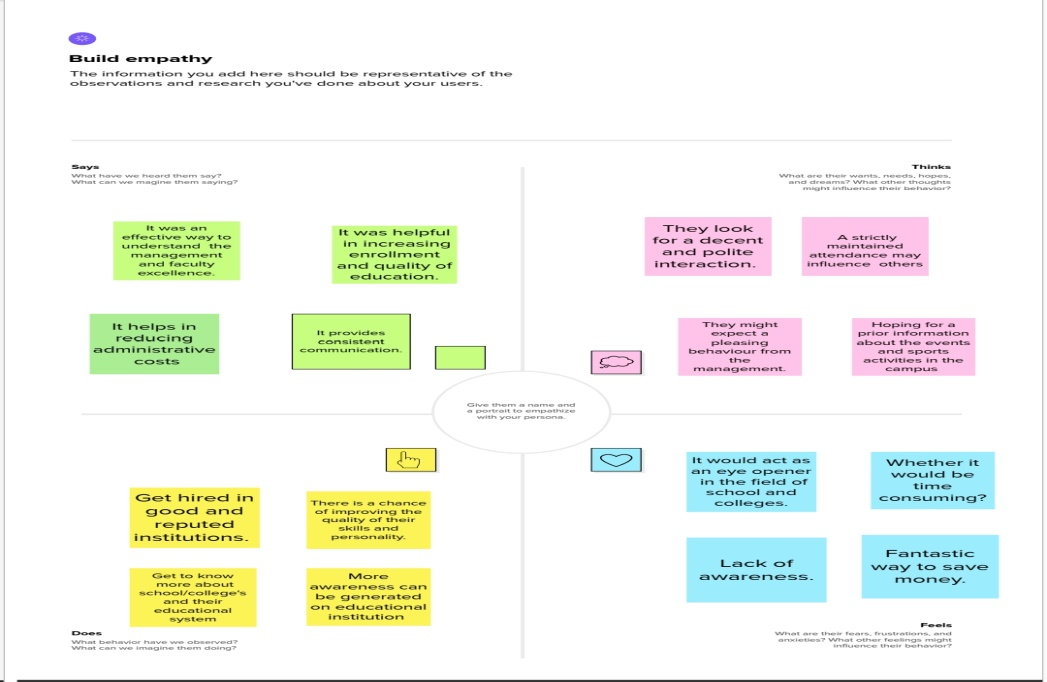 Build empathy
The information you add here should be representative of the
observations and research you've done about your users.
Says
What have we heard them say?
What can we magine them saying?
Thinks
What are their wants, needs, hopes,
and dreams? What other thoughts
might influence their behavior?
It was an
effective way to
understand the
management
and faculty
excellence.
It was helpful
in increasing
enrollment
and quality of
education.
They look
for a decent
and polite
interaction.
A strictly
maintained
attendance may
influence others
It helps in
reducing
administrative
costs
It provides
consistent
communication.
They might
expect a
pleasing
behaviour from
the
management.
Hoping for a
prior information
about the events
and sports
activities in the
campus
Give them a name and
a portrait to empathize
with your persona.
Get hired in
good and
reputed
institutions.
There is a chance
of improving the
quality of their
skills and
personality.
It would act as
an eye opener
in the field of
school and
colleges.
Whether it
would be
time
consuming?
Get to know
more about
school/college's
and their
educational
system
More
awareness can
be generated
on educational
institution
Lack of
awareness.
Fantastic
way to save
money.
Does
What behavior have we observed?
What can we imagine them doing?
Feels
What are their fears, frustrations, and
anxieties? What other feelings might
influence their behavior?